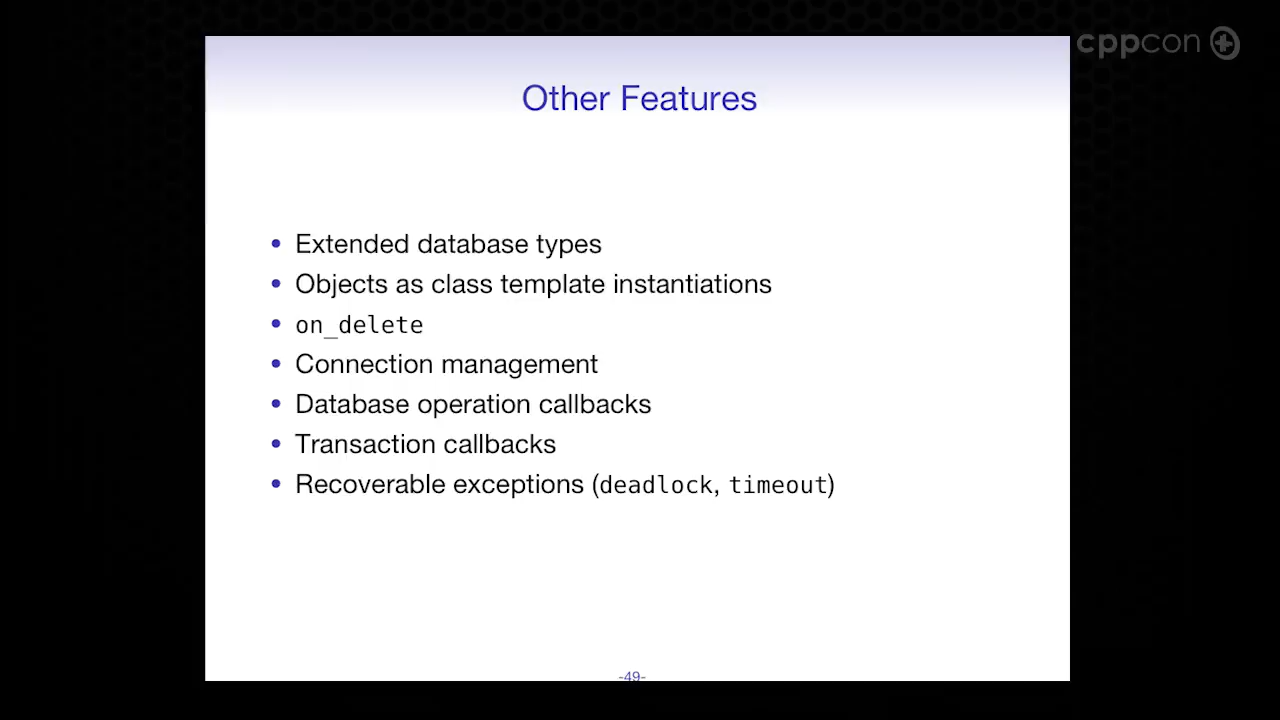 cppcon
Other Features
• Extended database types
• Objects as class template instantiations
• on_delete
• Connection management
• Database operation callbacks
• Transaction callbacks
• Recoverable exceptions (deadlock, timeout)
-49-